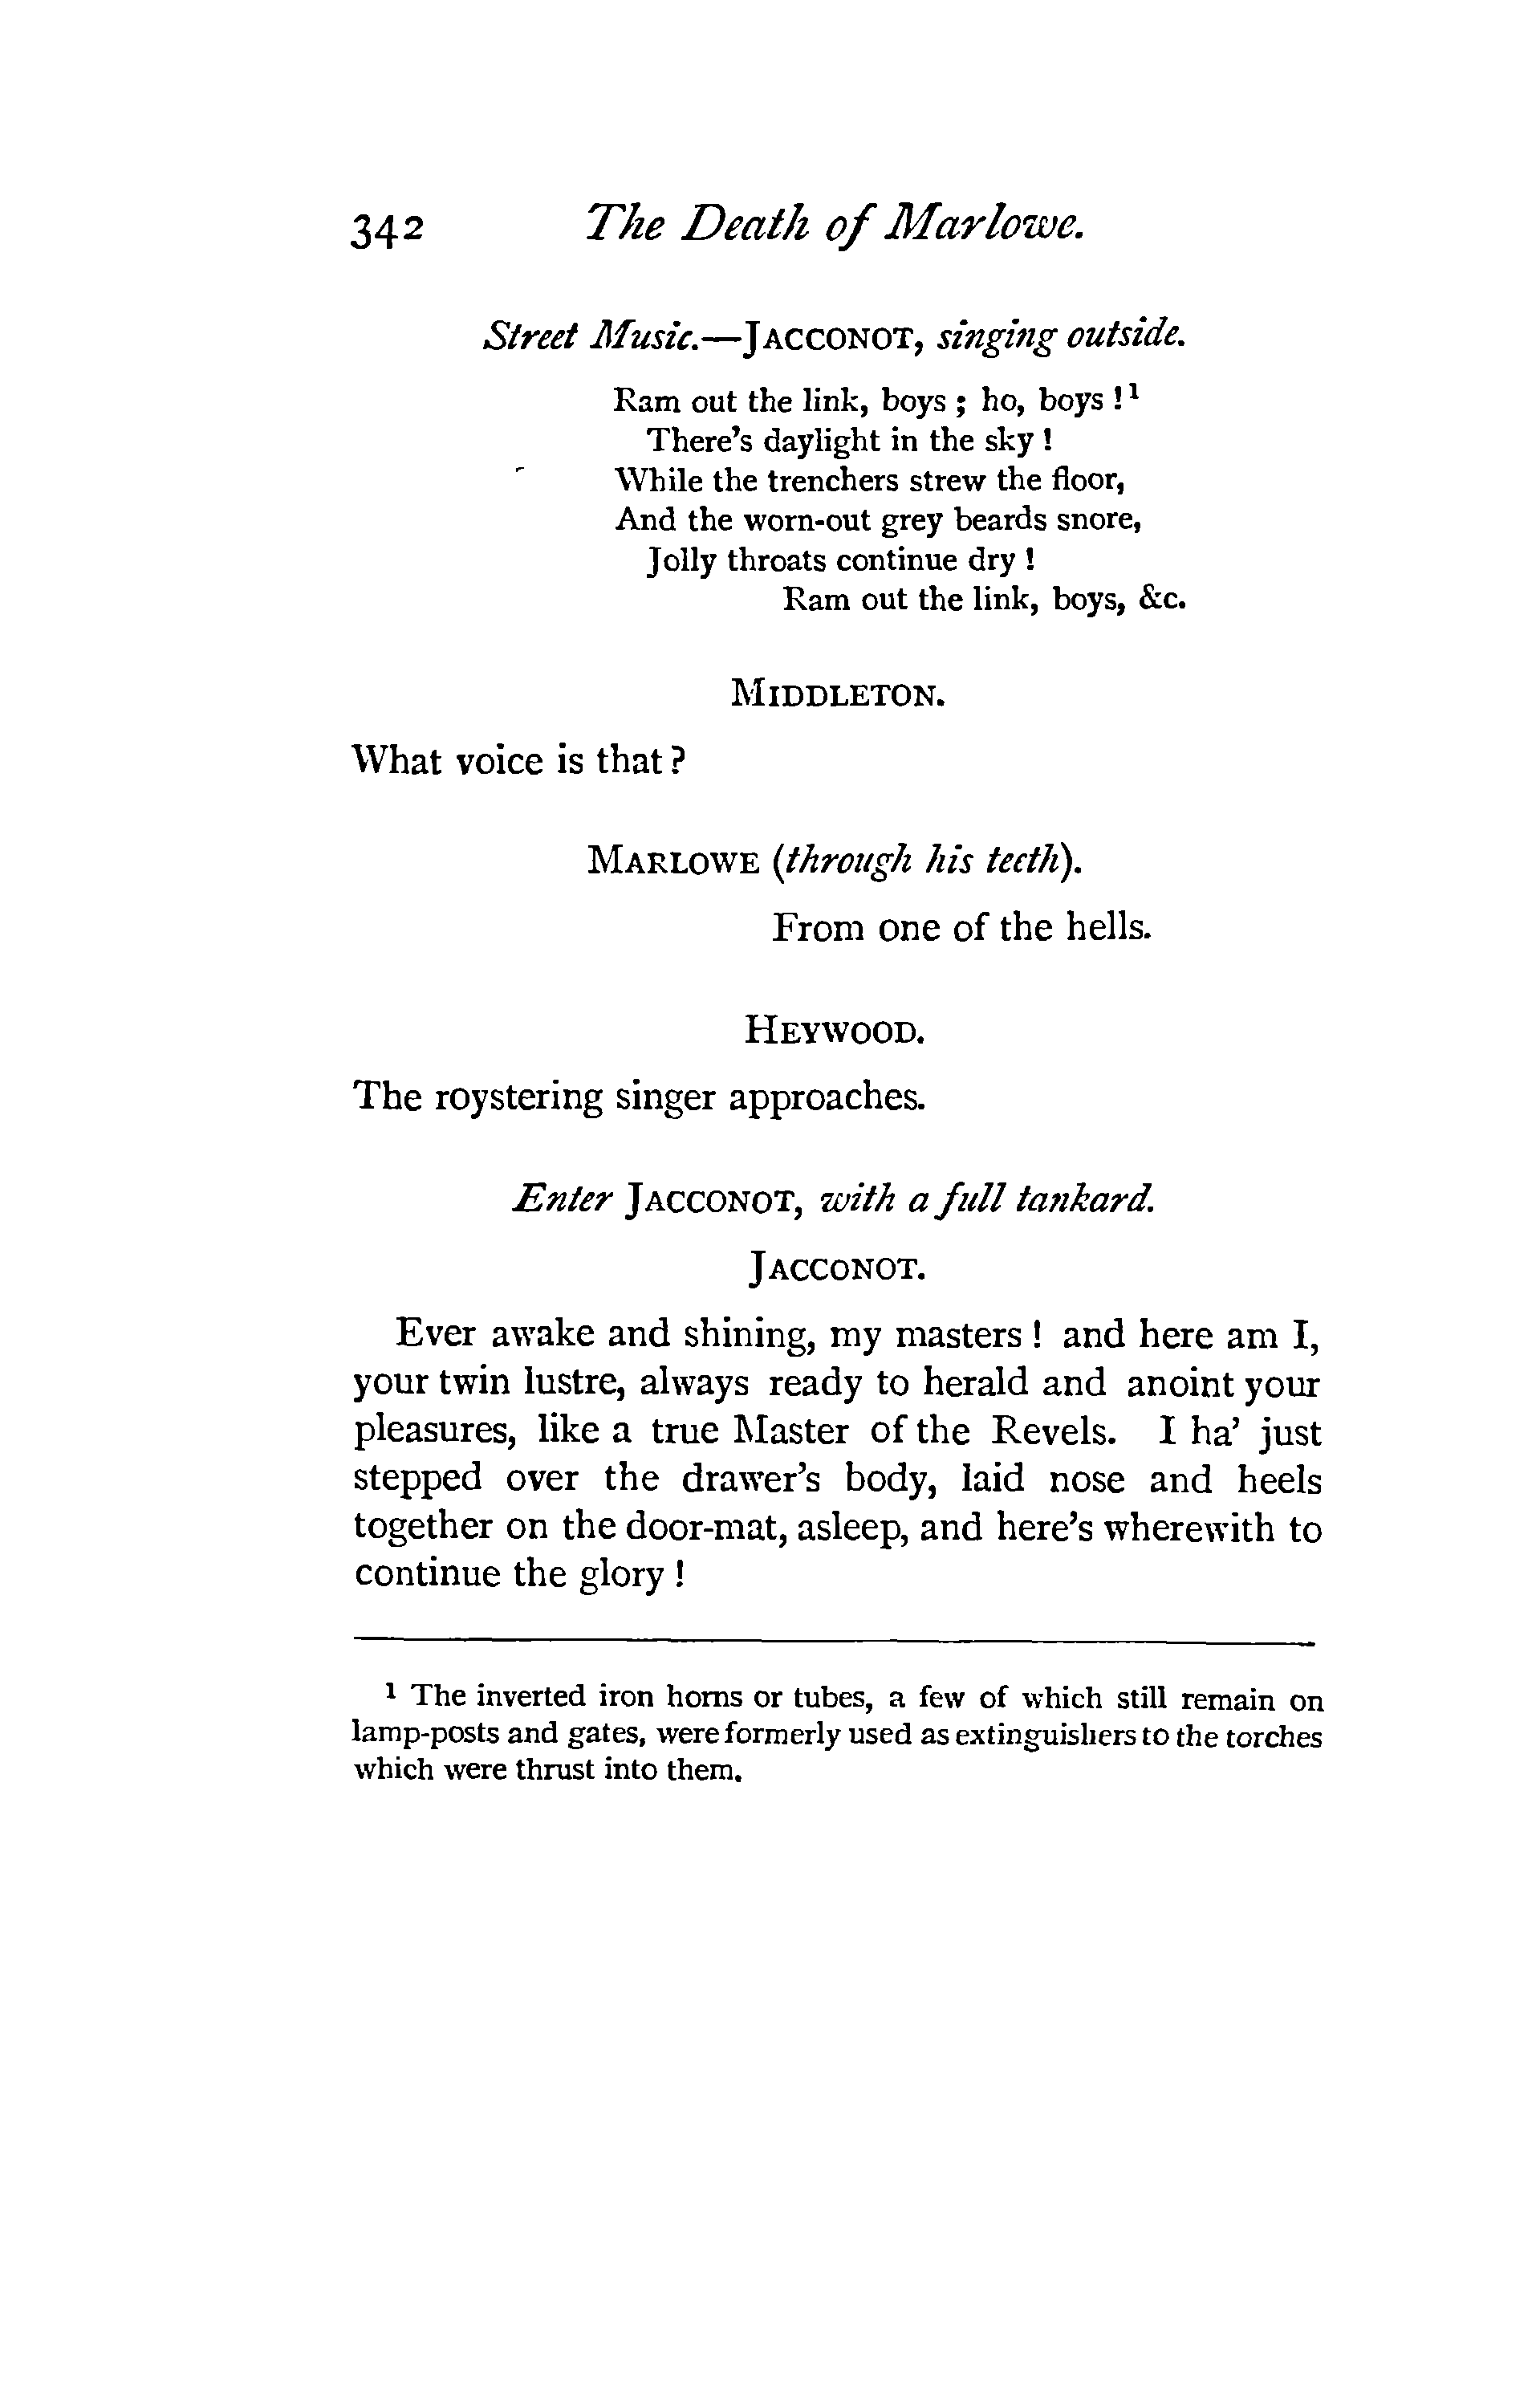 342 The Death of Marlowe.
Street Music.—JACCONOT, singing outside.
Ram out the link, boys ; ho, boys !¹
There's daylight in the sky !
While the trenchers strew the floor,
And the worn-out grey beards snore,
Jolly throats continue dry !
Ram out the link, boys, &c.
MIDDLETON.
What voice is that ?
MARLOWE (through his teeth).
From one of the hells.
HEYWOOD.
The roystering singer approaches.
Enter JACCONOT, with a full tankard.
JACCONOT.
Ever awake and shining, my masters ! and here am I,
your twin lustre, always ready to herald and anoint your
pleasures, like a true Master of the Revels. I ha' just
stepped over the drawer's body, laid nose and heels
together on the door-mat, asleep, and here's wherewith to
continue the glory !
¹ The inverted iron horns or tubes, a few of which still remain on
lamp-posts and gates, were formerly used as extinguishers to the torches
which were thrust into them.